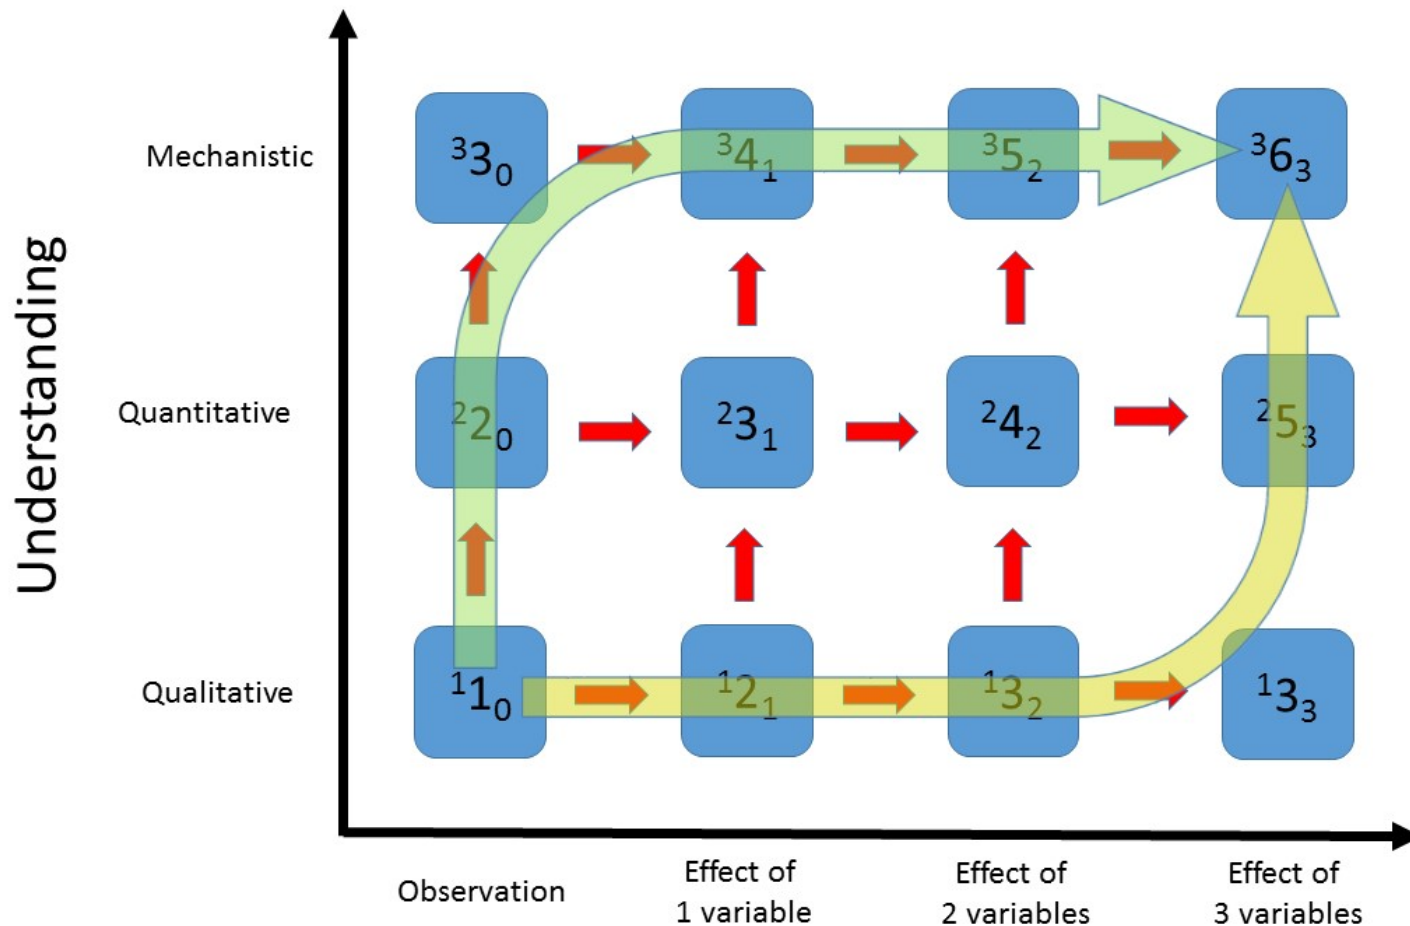 Understanding
Mechanistic
³3₀ ³4₁ ³5₂ ³6₃
Quantitative
²2₀ ²3₁ ²4₂ ²5₃
Qualitative
¹1₀ ¹2₁ ¹3₂ ¹3₃
Observation
Effect of
1 variable
Effect of
2 variables
Effect of
3 variables